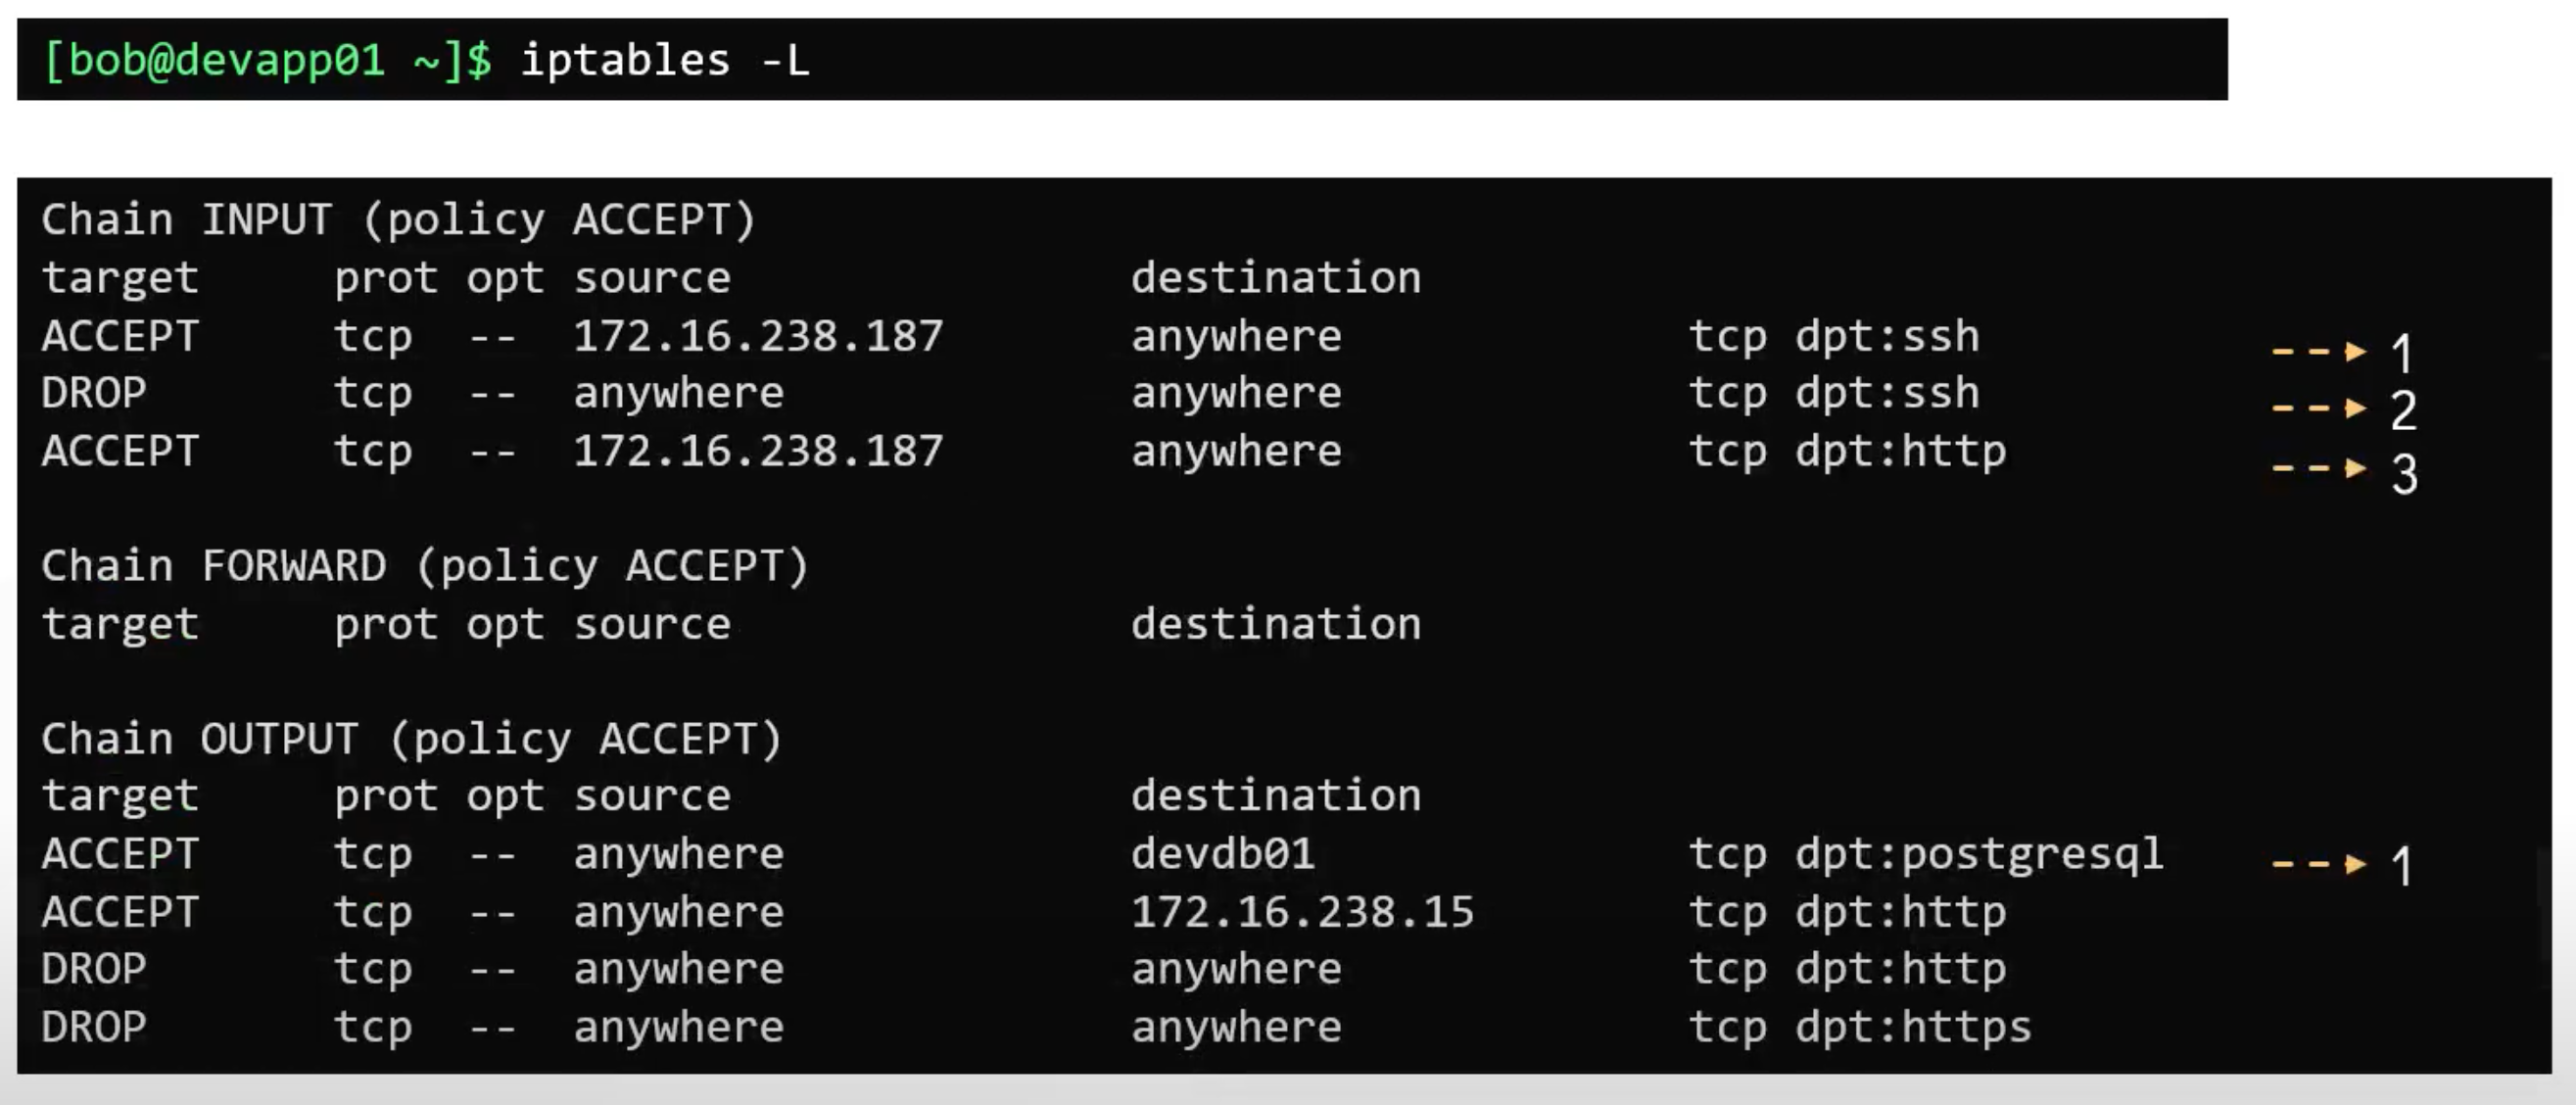 [bob@devapp01 ~]$ iptables -L
Chain INPUT (policy ACCEPT)
target prot opt source destination
ACCEPT tcp -- 172.16.238.187 anywhere tcp dpt:ssh 1
DROP tcp -- anywhere anywhere tcp dpt:ssh 2
ACCEPT tcp -- 172.16.238.187 anywhere tcp dpt:http 3
Chain FORWARD (policy ACCEPT)
target prot opt source destination
Chain OUTPUT (policy ACCEPT)
target prot opt source destination
ACCEPT tcp -- anywhere devdb01 tcp dpt:postgresql 1
ACCEPT tcp -- anywhere 172.16.238.15 tcp dpt:http
DROP tcp -- anywhere anywhere tcp dpt:http
DROP tcp -- anywhere anywhere tcp dpt:https